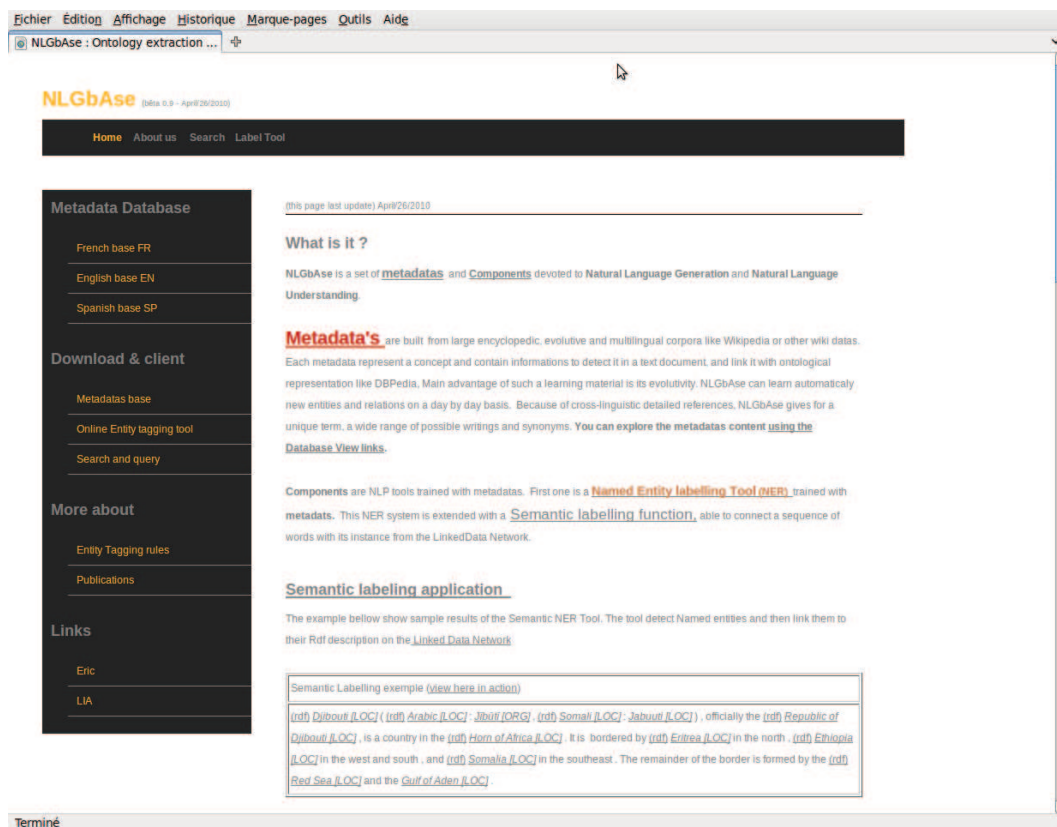 Fichier Édition Affichage Historique Marque-pages Outils Aide
NLGbAse : Ontology extraction ...
NLGbAse (bêta 0.9 - April/26/2010)
Home About us Search Label Tool
Metadata Database
French base FR
English base EN
Spanish base SP
Download & client
Metadatas base
Online Entity tagging tool
Search and query
More about
Entity Tagging rules
Publications
Links
Eric
LIA
(this page last update) April/26/2010
What is it ?
NLGbAse is a set of metadatas and Components devoted to Natural Language Generation and Natural Language
Understanding.
Metadata's are built from large encyclopedic, evolutive and multilingual corpora like Wikipedia or other wiki datas.
Each metadata represent a concept and contain informations to detect it in a text document, and link it with ontological
representation like DBPedia. Main advantage of such a learning material is its evolutivity. NLGbAse can learn automaticaly
new entities and relations on a day by day basis. Because of cross-linguistic detailed references, NLGbAse gives for a
unique term, a wide range of possible writings and synonyms. You can explore the metadatas content using the
Database View links.
Components are NLP tools trained with metadatas. First one is a Named Entity labelling Tool (NER) trained with
metadats. This NER system is extended with a Semantic labelling function, able to connect a sequence of
words with its instance from the LinkedData Network.
Semantic labeling application
The example bellow show sample results of the Semantic NER Tool. The tool detect Named entities and then link them to
their Rdf description on the Linked Data Network
Semantic Labelling exemple (view here in action)
(rdf) Djibouti [LOC] ( (rdf) Arabic [LOC] : Jībūtī [ORG] , (rdf) Somali [LOC] : Jabuuti [LOC] ) , officially the (rdf) Republic of
Djibouti [LOC] , is a country in the (rdf) Horn of Africa [LOC] . It is bordered by (rdf) Eritrea [LOC] in the north , (rdf) Ethiopia
[LOC] in the west and south , and (rdf) Somalia [LOC] in the southeast . The remainder of the border is formed by the (rdf)
Red Sea [LOC] and the Gulf of Aden [LOC] .
Terminé